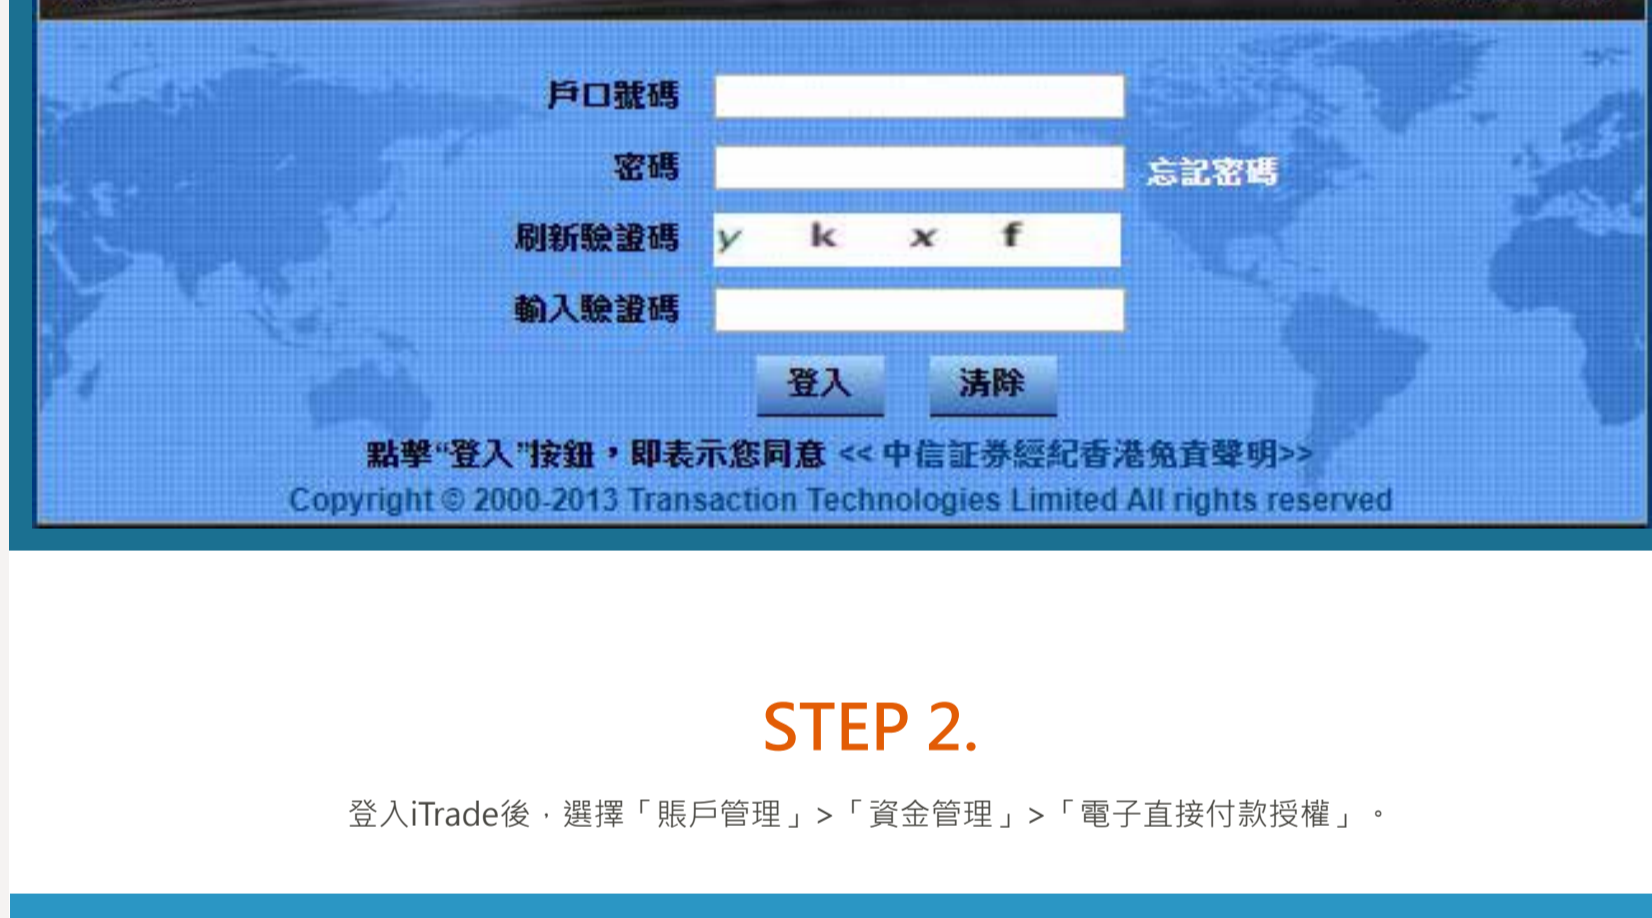 戶口號碼
密碼 忘記密碼
刷新驗證碼 y k x f
輸入驗證碼
登入 清除
點擊“登入”按鈕，即表示您同意 << 中信証券經紀香港免責聲明>>
Copyright © 2000-2013 Transaction Technologies Limited All rights reserved
STEP 2.
登入iTrade後，選擇「賬戶管理」>「資金管理」>「電子直接付款授權」。